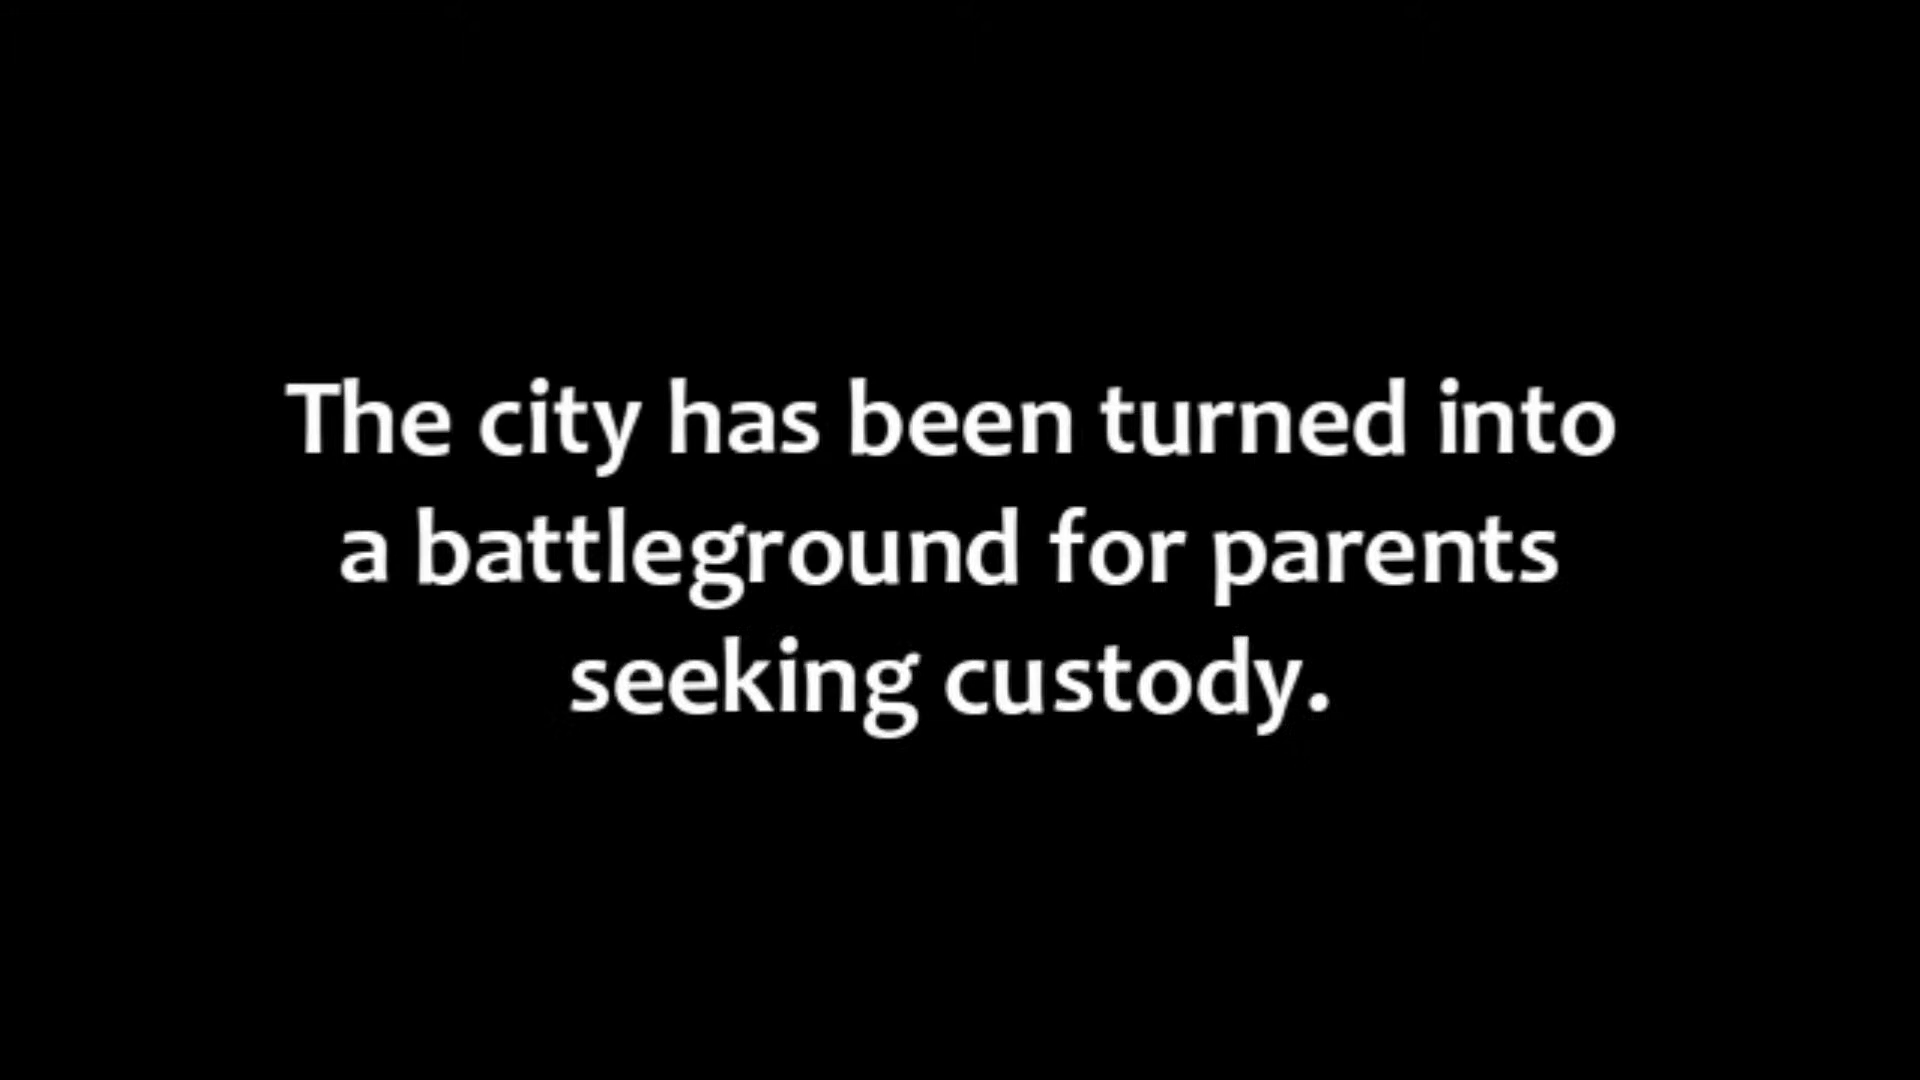 The city has been turned into
a battleground for parents
seeking custody.